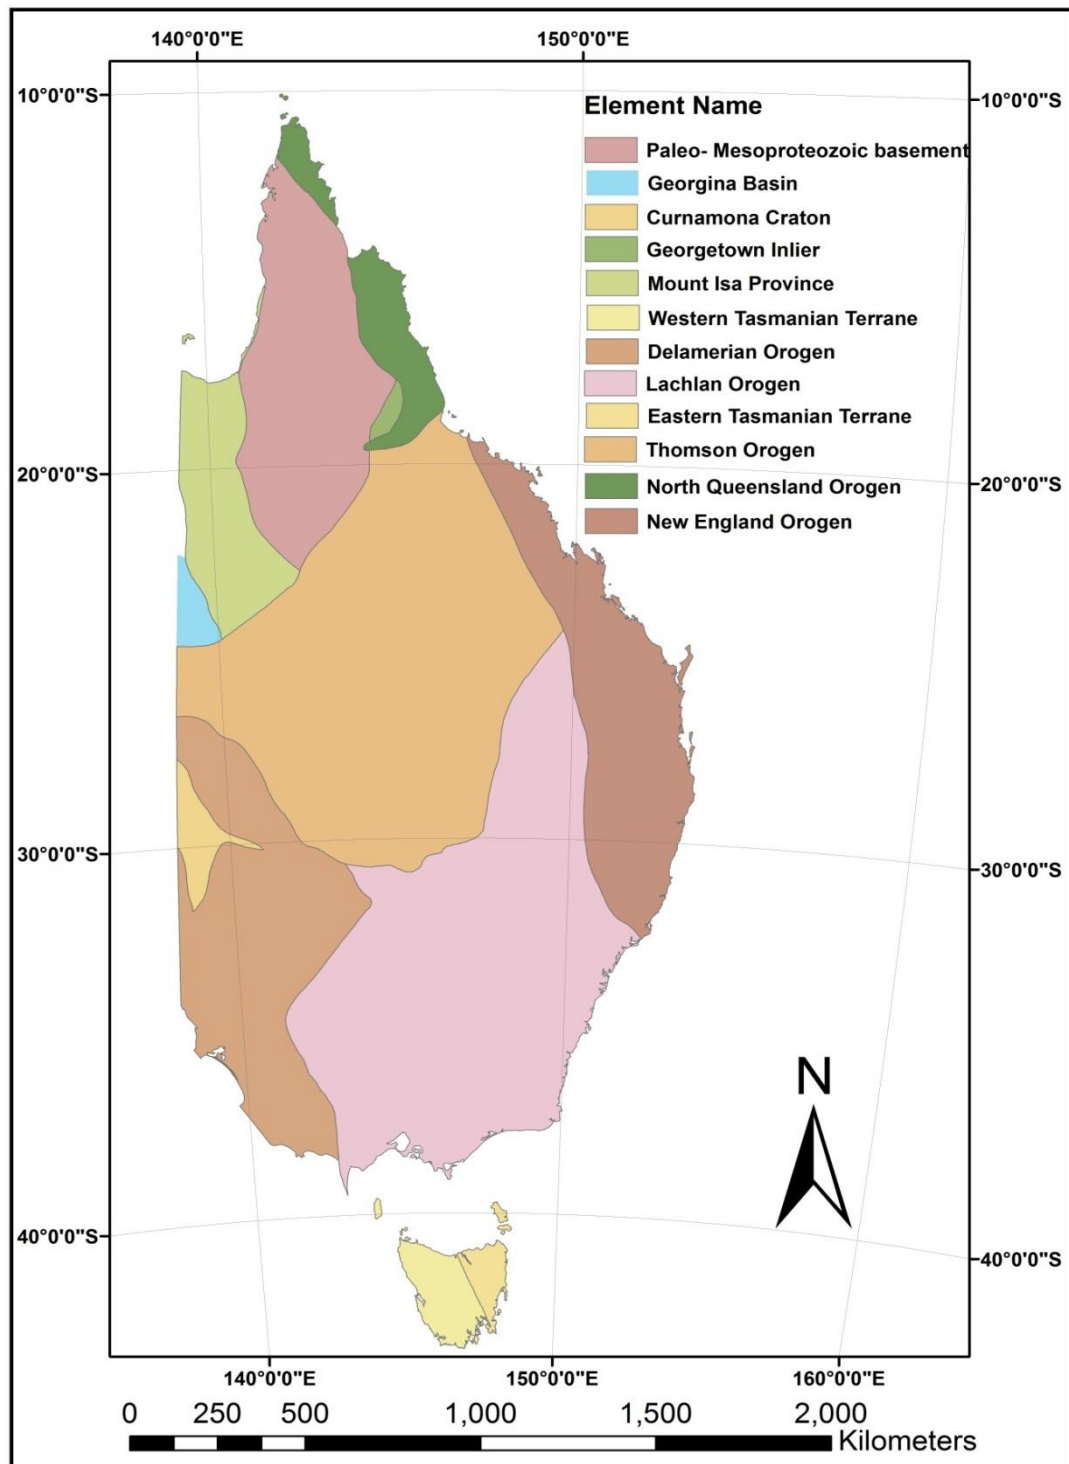 140°0'0"E 150°0'0"E
10°0'0"S
10°0'0"S
Element Name
Paleo- Mesoproteozoic basement
Georgina Basin
Curnamona Craton
Georgetown Inlier
Mount Isa Province
Western Tasmanian Terrane
Delamerian Orogen
Lachlan Orogen
Eastern Tasmanian Terrane
Thomson Orogen
North Queensland Orogen
New England Orogen
20°0'0"S
20°0'0"S
30°0'0"S
30°0'0"S
N
40°0'0"S
40°0'0"S
140°0'0"E 150°0'0"E 160°0'0"E
0 250 500 1,000 1,500 2,000
Kilometers